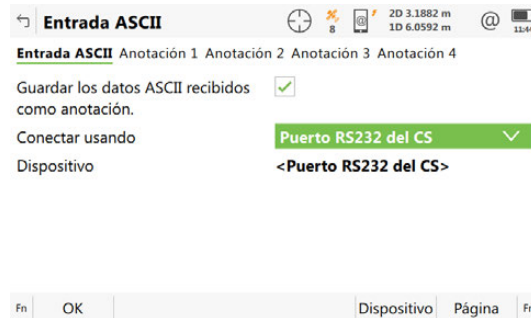 Entrada ASCII
8
@
2D 3.1882 m
1D 6.0592 m
@
Entrada ASCII Anotación 1 Anotación 2 Anotación 3 Anotación 4
Guardar los datos ASCII recibidos
como anotación.
Conectar usando Puerto RS232 del CS
Dispositivo <Puerto RS232 del CS>
Fn OK Dispositivo Página